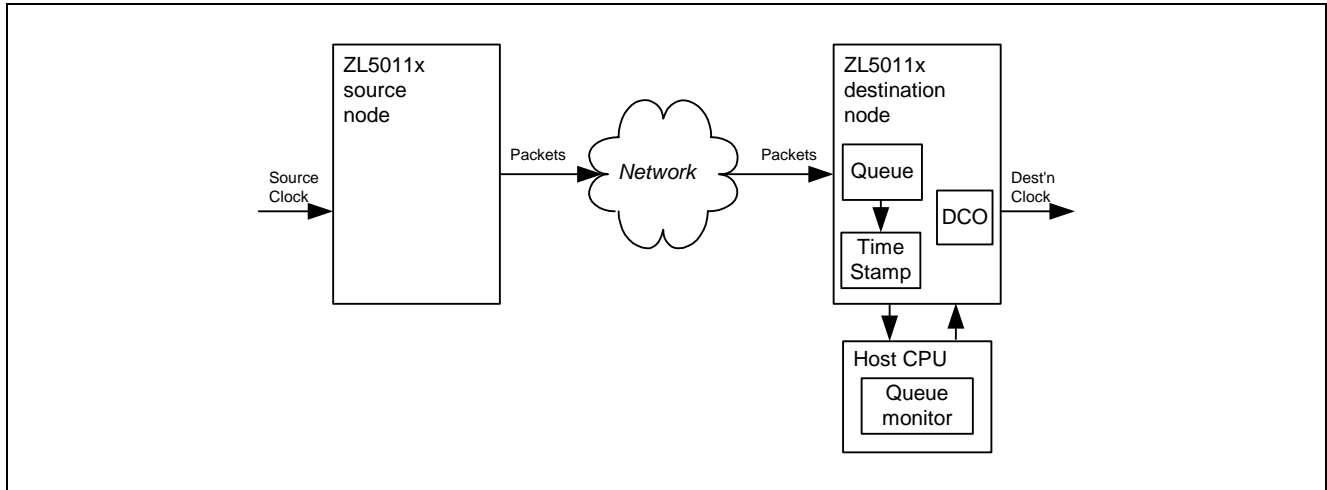 ZL5011x
source
node
Source
Clock
Packets
Network
Packets
ZL5011x
destination
node
Queue
Time
Stamp
DCO
Dest'n
Clock
Host CPU
Queue
monitor